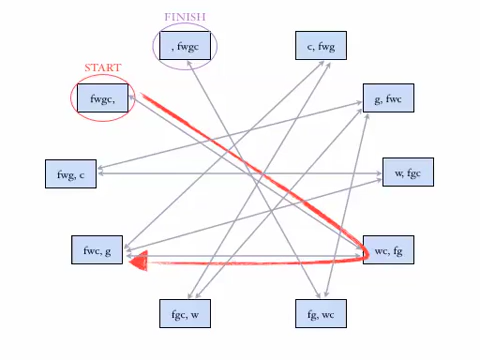 FINISH
, fwgc
c, fwg
START
fwgc,
g, fwc
fwg, c
w, fgc
fwc, g
wc, fg
fgc, w
fg, wc